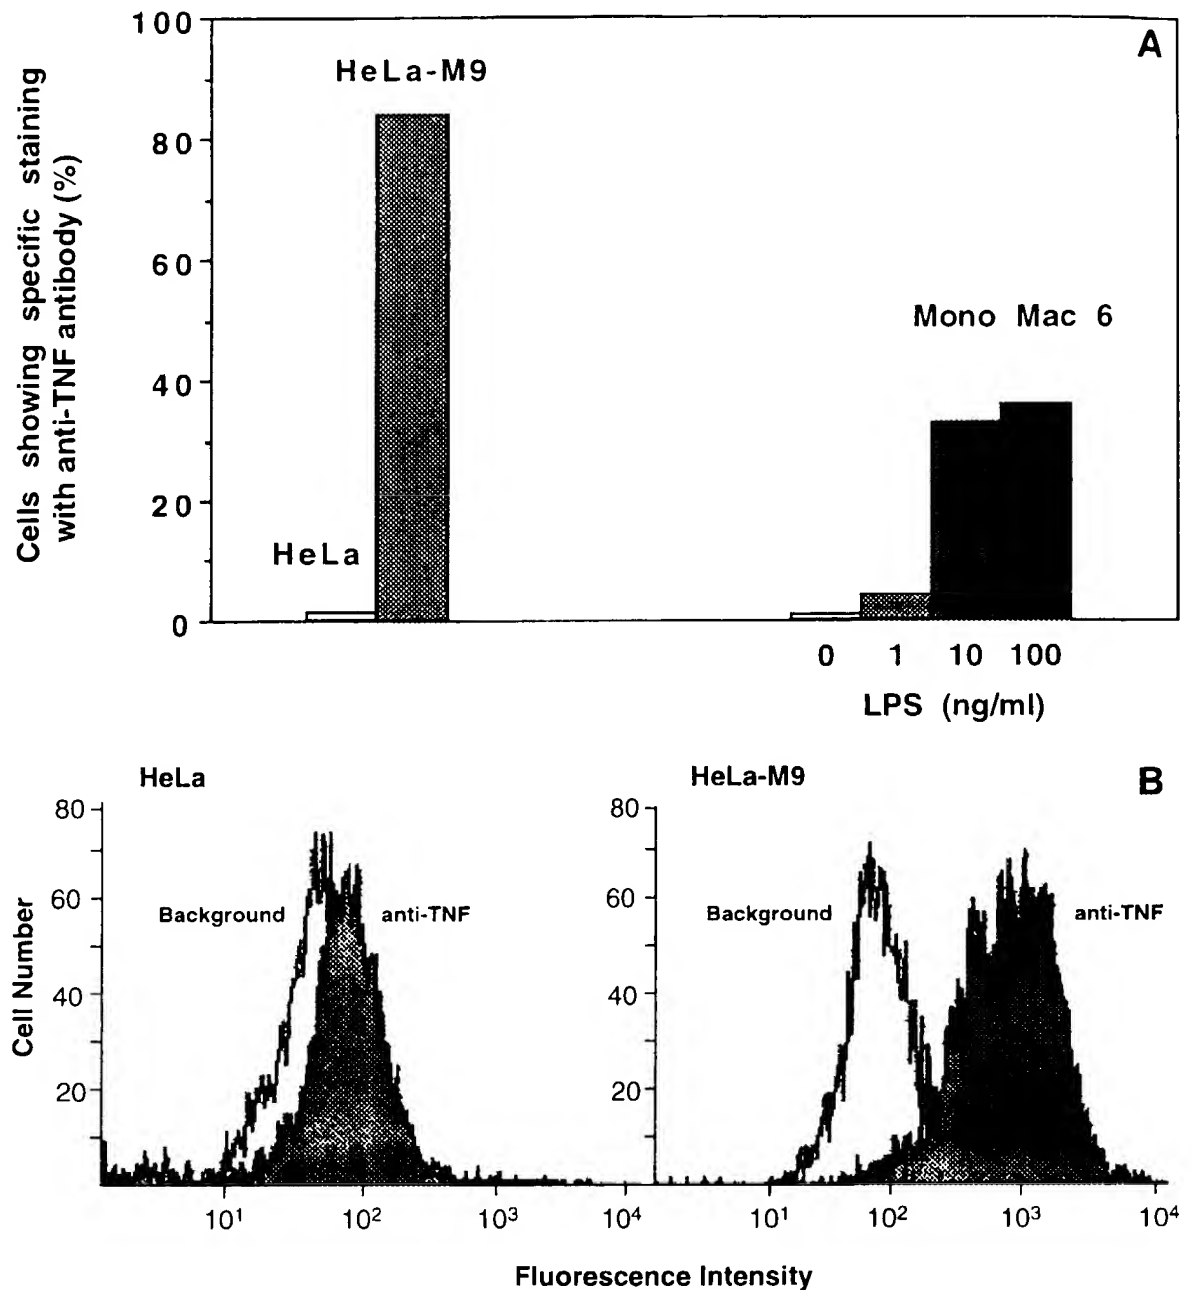 A
Cells showing specific staining
with anti-TNF antibody (%)
100
80
60
40
20
0
HeLa-M9
HeLa
Mono Mac 6
0 1 10 100
LPS (ng/ml)
B
HeLa
HeLa-M9
Cell Number
80
60
40
20
Background
anti-TNF
10¹ 10² 10³ 10⁴
80
60
40
20
Background
anti-TNF
10¹ 10² 10³ 10⁴
Fluorescence Intensity